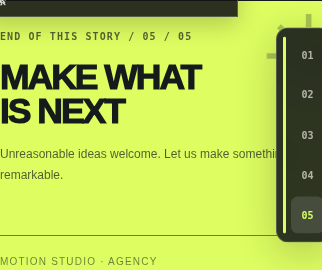 END OF THIS STORY / 05 / 05
MAKE WHAT
IS NEXT
Unreasonable ideas welcome. Let us make
remarkable.
MOTION STUDIO · AGENCY
01
02
03
04
05